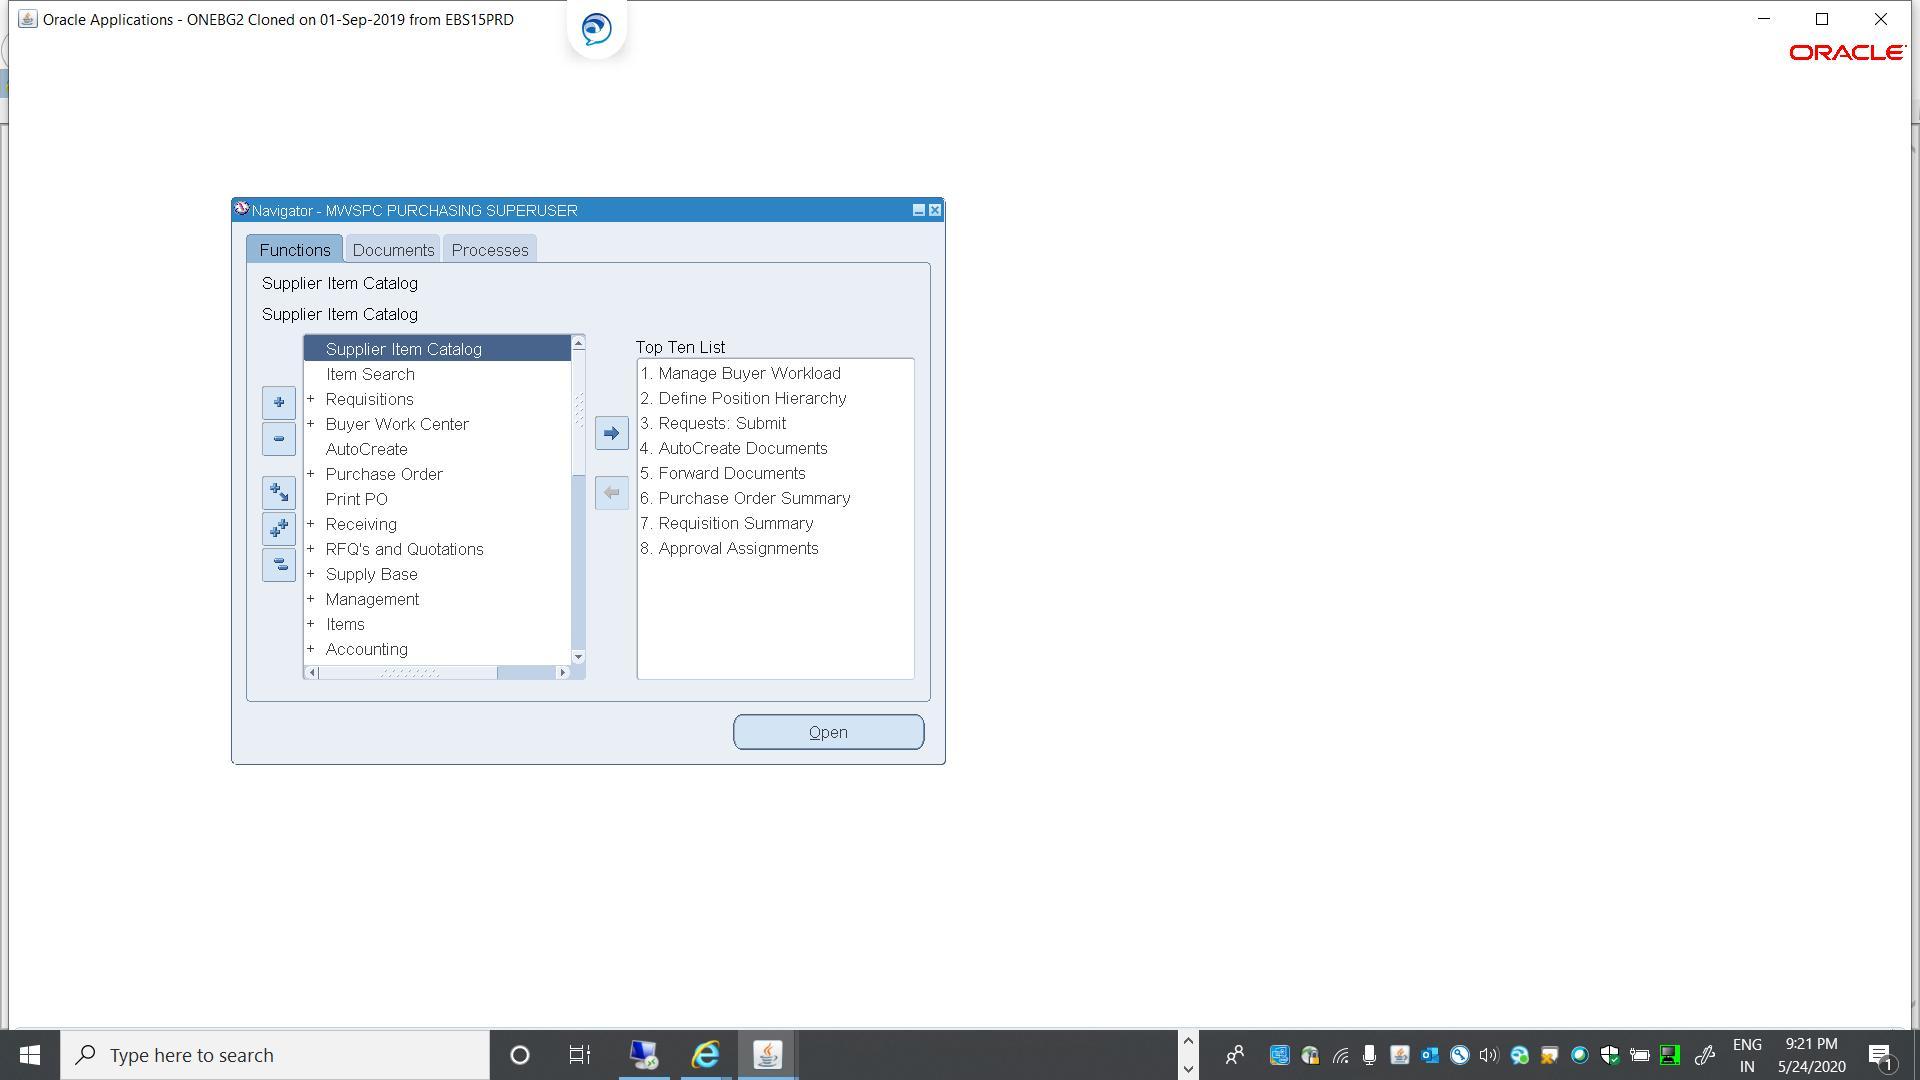 Oracle Applications - ONEBG2 Cloned on 01-Sep-2019 from EBS15PRD
ORACLE
Navigator - MWSPC PURCHASING SUPERUSER
Functions
Documents
Processes
Supplier Item Catalog
Supplier Item Catalog
Supplier Item Catalog
Item Search
+ Requisitions
+ Buyer Work Center
AutoCreate
+ Purchase Order
Print PO
+ Receiving
+ RFQ's and Quotations
+ Supply Base
+ Management
+ Items
+ Accounting
Top Ten List
1. Manage Buyer Workload
2. Define Position Hierarchy
3. Requests: Submit
4. AutoCreate Documents
5. Forward Documents
6. Purchase Order Summary
7. Requisition Summary
8. Approval Assignments
Open
Type here to search
ENG
IN
9:21 PM
5/24/2020
1